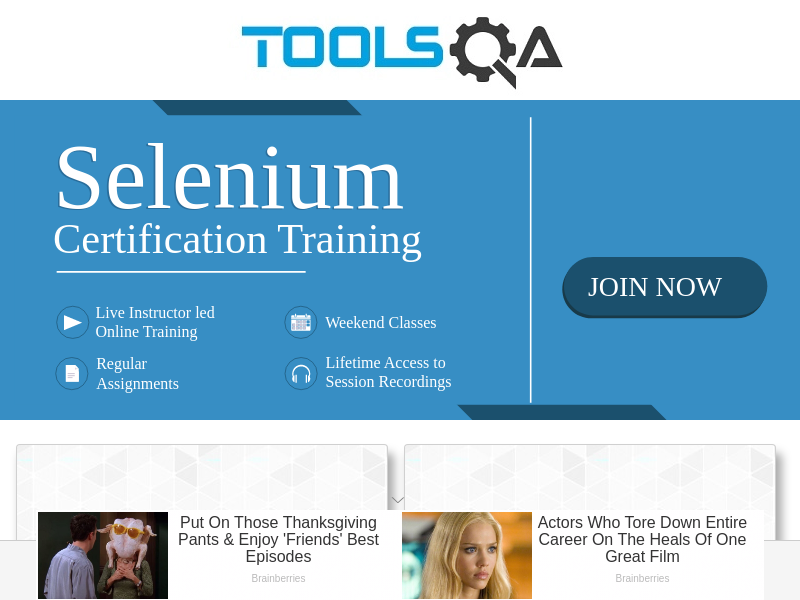 TOOLSQA
Selenium
Certification Training
Live Instructor led
Online Training
Weekend Classes
Regular
Assignments
Lifetime Access to
Session Recordings
JOIN NOW
Put On Those Thanksgiving
Pants & Enjoy 'Friends' Best
Episodes
Brainberries
Actors Who Tore Down Entire
Career On The Heals Of One
Great Film
Brainberries